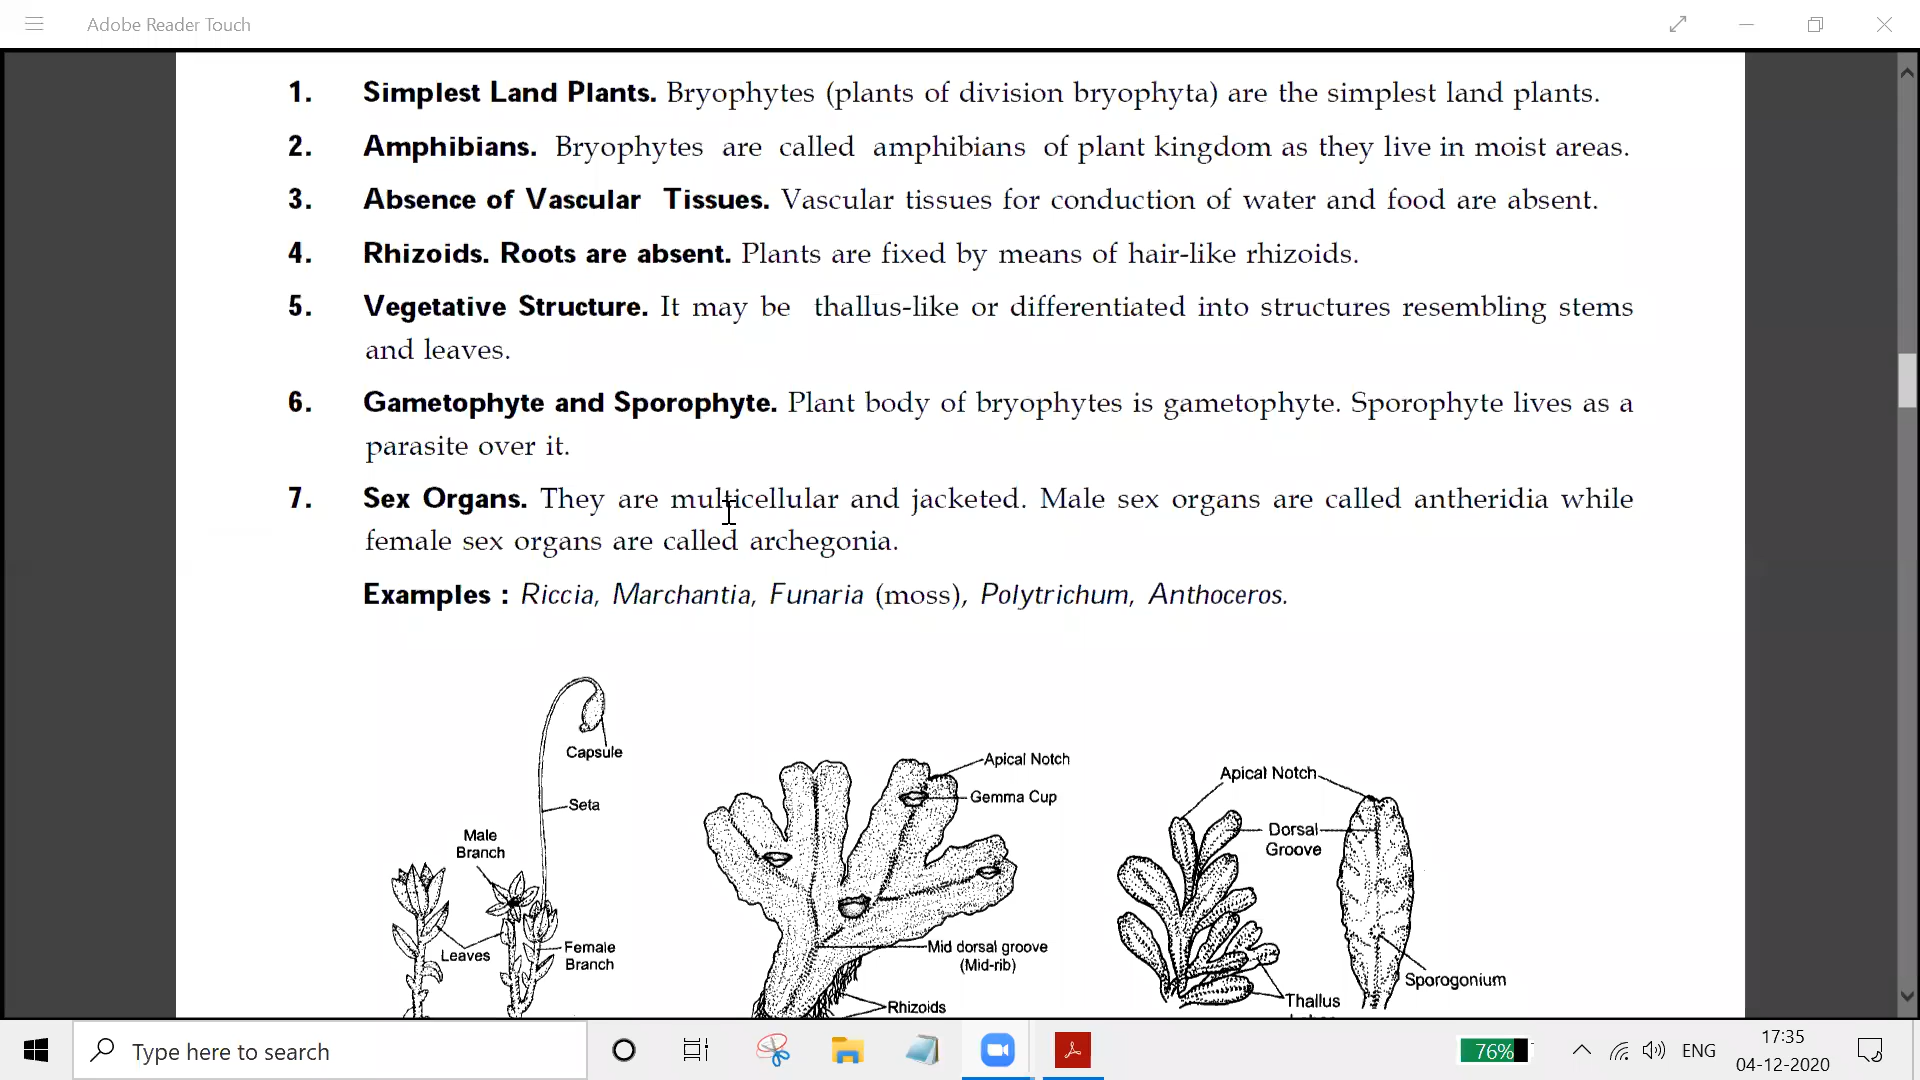 Adobe Reader Touch
1. Simplest Land Plants. Bryophytes (plants of division bryophyta) are the simplest land plants.
2. Amphibians. Bryophytes are called amphibians of plant kingdom as they live in moist areas.
3. Absence of Vascular Tissues. Vascular tissues for conduction of water and food are absent.
4. Rhizoids. Roots are absent. Plants are fixed by means of hair-like rhizoids.
5. Vegetative Structure. It may be thallus-like or differentiated into structures resembling stems
and leaves.
6. Gametophyte and Sporophyte. Plant body of bryophytes is gametophyte. Sporophyte lives as a
parasite over it.
7. Sex Organs. They are multicellular and jacketed. Male sex organs are called antheridia while
female sex organs are called archegonia.
Examples : Riccia, Marchantia, Funaria (moss), Polytrichum, Anthoceros.
Capsule
Seta
Male
Branch
Leaves
Female
Branch
Apical Notch
Gemma Cup
Mid dorsal groove
(Mid-rib)
Rhizoids
Apical Notch
Dorsal
Groove
Sporogonium
Thallus
Type here to search
76%
ENG
17:35
04-12-2020